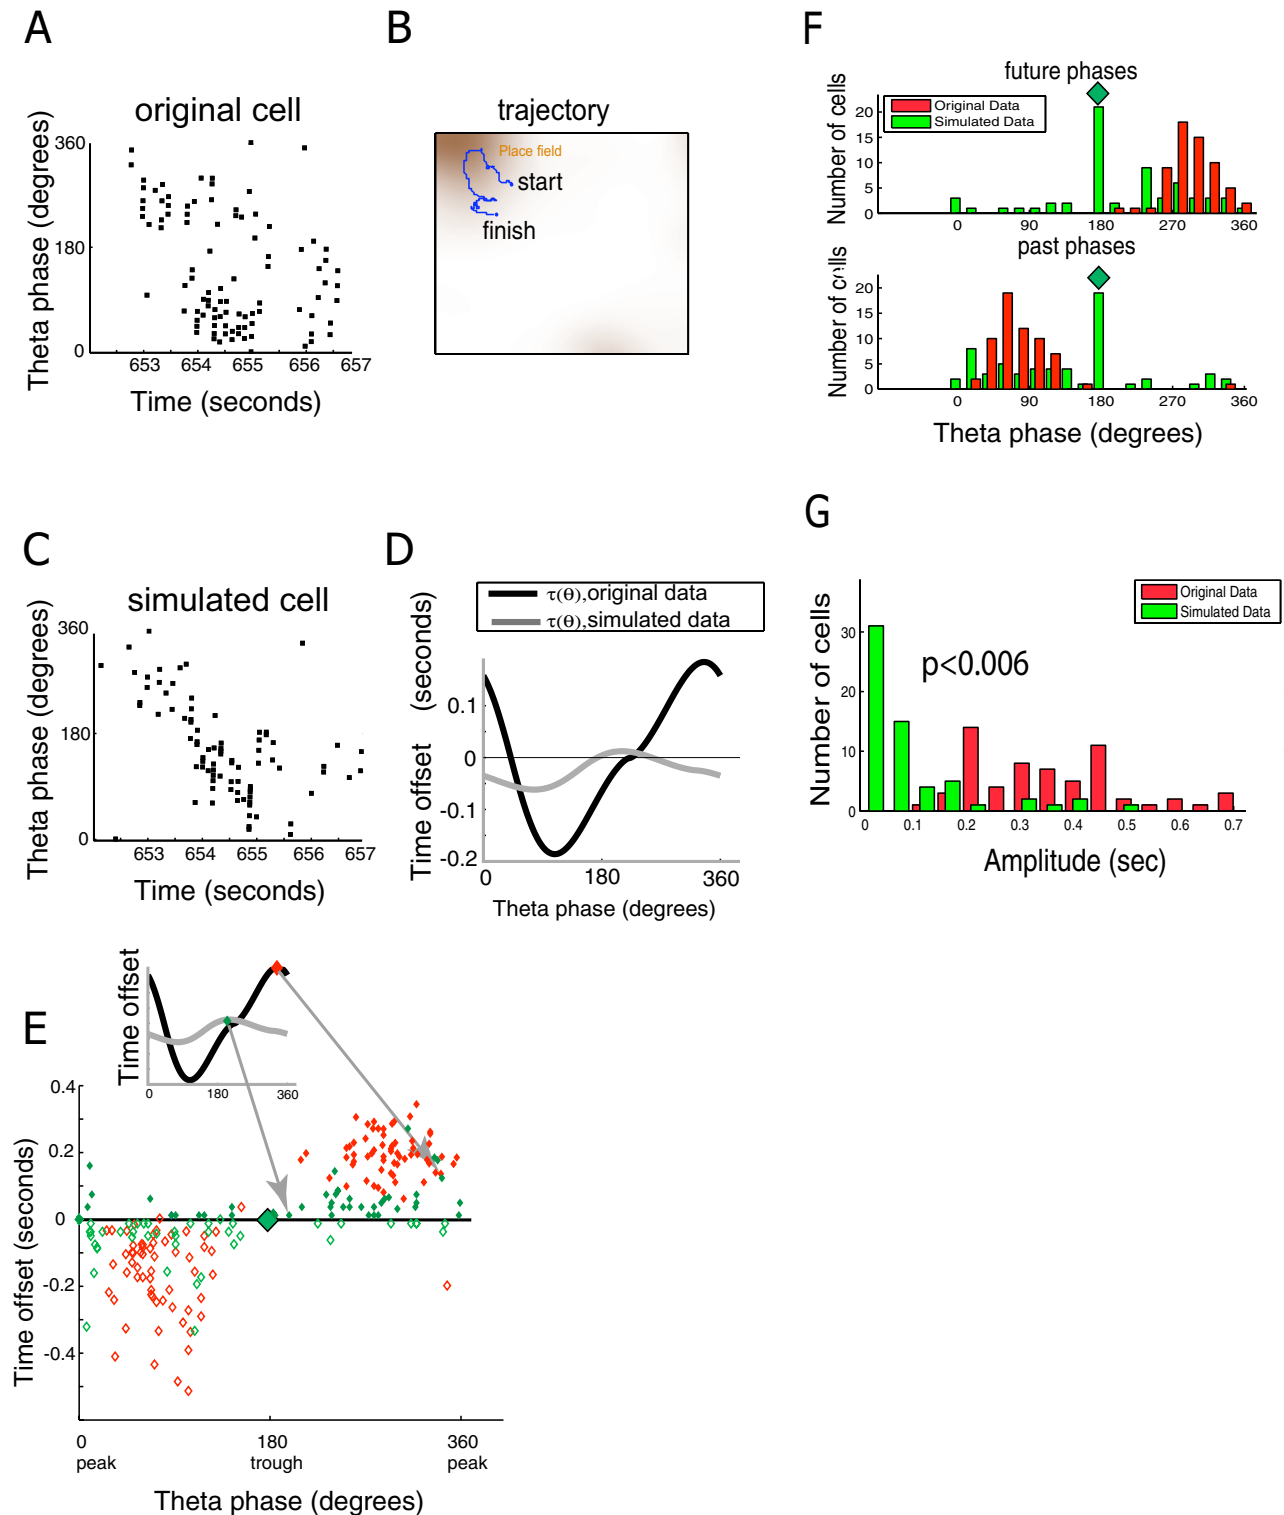 A
original cell
Theta phase (degrees)
360
180
0
653 654 655 656 657
Time (seconds)
B
trajectory
Place field
start
finish
F
future phases
Number of cells
20
15
10
5
0
Original Data
Simulated Data
0 90 180 270 360
past phases
Number of cells
20
15
10
5
0
0 90 180 270 360
Theta phase (degrees)
C
simulated cell
Theta phase (degrees)
360
180
0
653 654 655 656 657
Time (seconds)
D
τ(Θ),original data
τ(Θ),simulated data
Time offset (seconds)
0.1
0
-0.1
-0.2
0 180 360
Theta phase (degrees)
G
Original Data
Simulated Data
Number of cells
30
20
10
0
p<0.006
0 0.1 0.2 0.3 0.4 0.5 0.6 0.7
Amplitude (sec)
E
Time offset
0 180 360
Time offset (seconds)
0.4
0.2
0
-0.2
-0.4
0 180 360
peak trough peak
Theta phase (degrees)